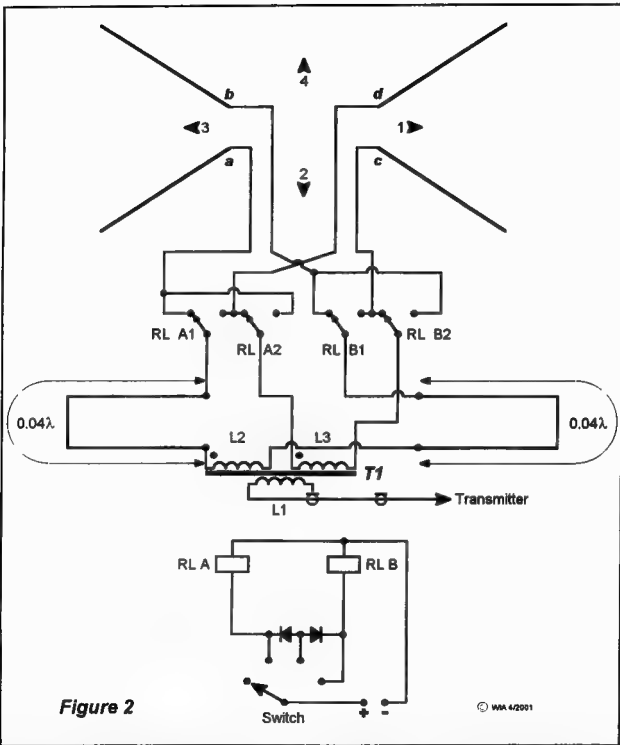 b
d
4
3
1
a
2
c
RL A1
RL A2
RL B1
RL B2
0.04λ
0.04λ
L2
L3
T1
L1
Transmitter
RL A
RL B
Figure 2
Switch
+ -
© WIA 4/2001